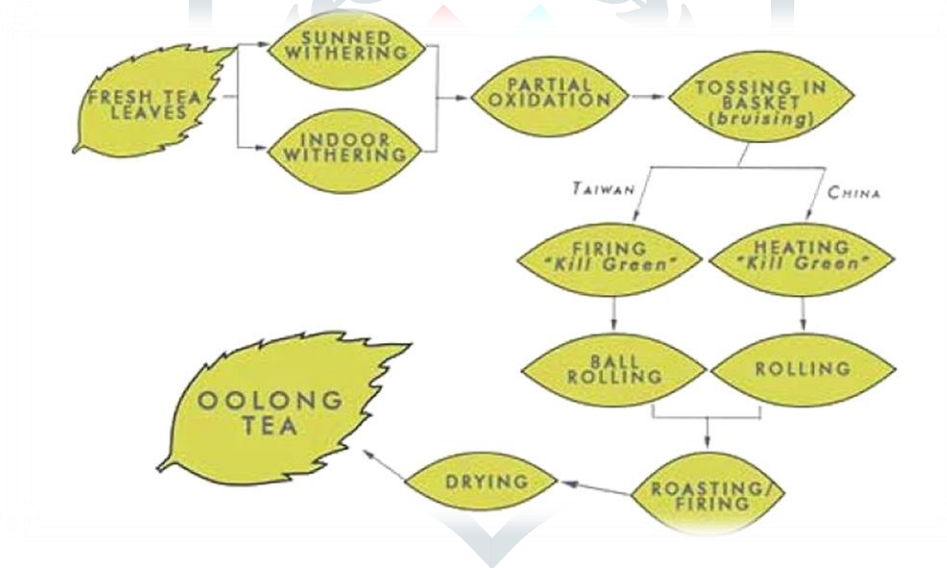 FRESH TEA
LEAVES
SUNNED
WITHERING
INDOOR
WITHERING
PARTIAL
OXIDATION
TOSSING IN
BASKET
(bruising)
TAIWAN
CHINA
FIRING
"Kill Green"
HEATING
"Kill Green"
BALL
ROLLING
ROLLING
ROASTING/
FIRING
DRYING
OOLONG
TEA